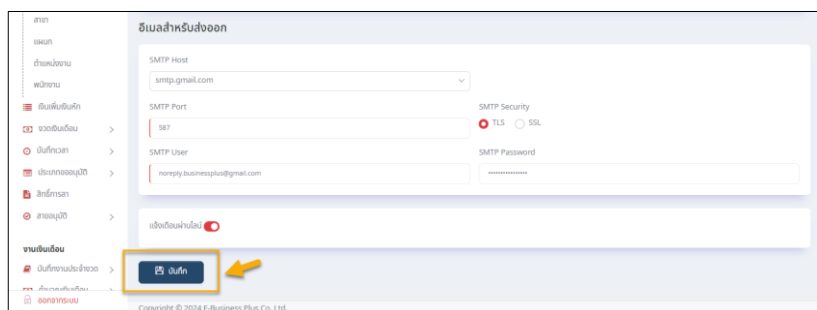 สาขา
แผนก
ตำแหน่งงาน
พนักงาน
เงินเพิ่มเงินหัก
งวดเงินเดือน
บันทึกเวลา
ประเภทขออนุมัติ
สิทธิ์การลา
สายอนุมัติ
งานเงินเดือน
บันทึกงานประจำงวด
ออกจากระบบ
อีเมลสำหรับส่งออก
SMTP Host
smtp.gmail.com
SMTP Port
587
SMTP Security
TLS
SSL
SMTP User
noreply.businessplus@gmail.com
SMTP Password
แจ้งเตือนผ่านไลน์
บันทึก
Copyright © 2024 E-Business Plus Co. Ltd.